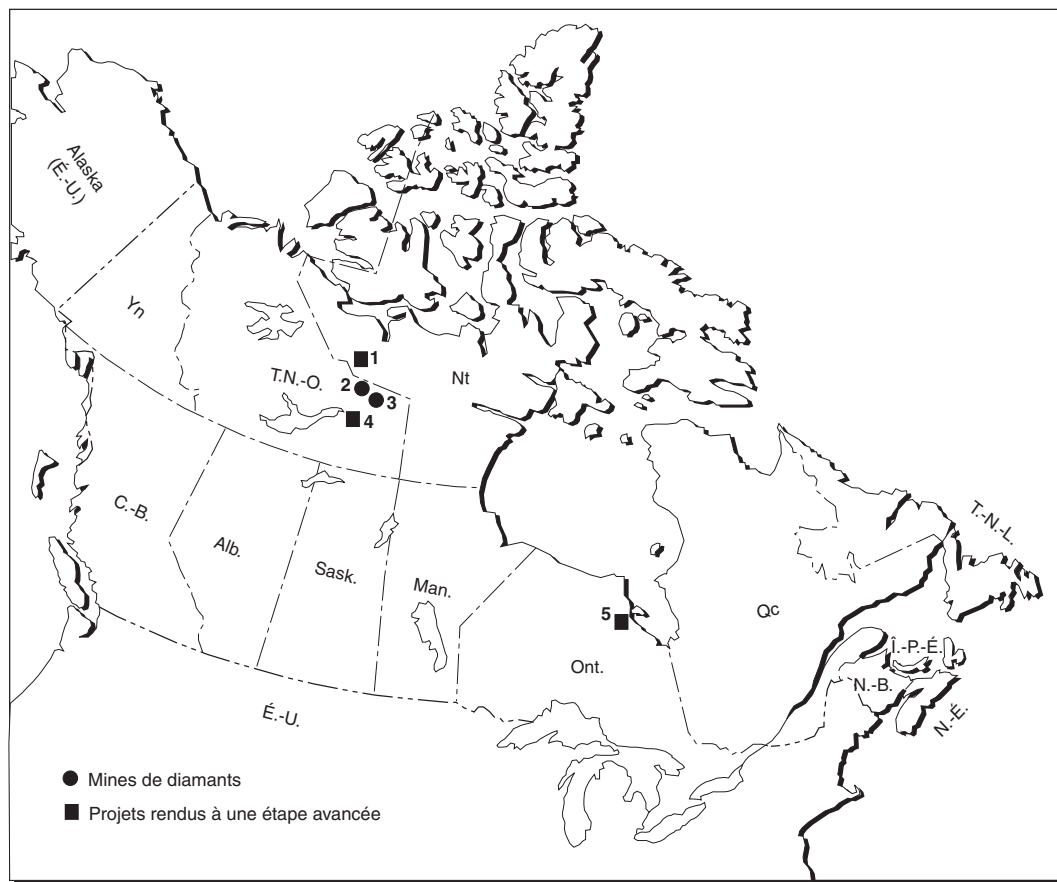 Alaska
(É.-U.)
Yn
T.N.-O.
Nt
1
2
3
4
C.-B.
Alb.
Sask.
Man.
5
Ont.
Qc
T.-N.-L.
Î.-P.-É.
N.-B.
N.-É.
É.-U.
Mines de diamants
Projets rendus à une étape avancée